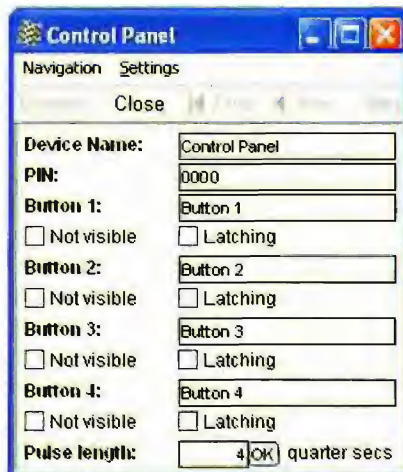 Control Panel
Navigation Settings
Close
Device Name: Control Panel
PIN: 0000
Button 1: Button 1
Not visible Latching
Button 2: Button 2
Not visible Latching
Button 3: Button 3
Not visible Latching
Button 4: Button 4
Not visible Latching
Pulse length: 4 OK quarter secs